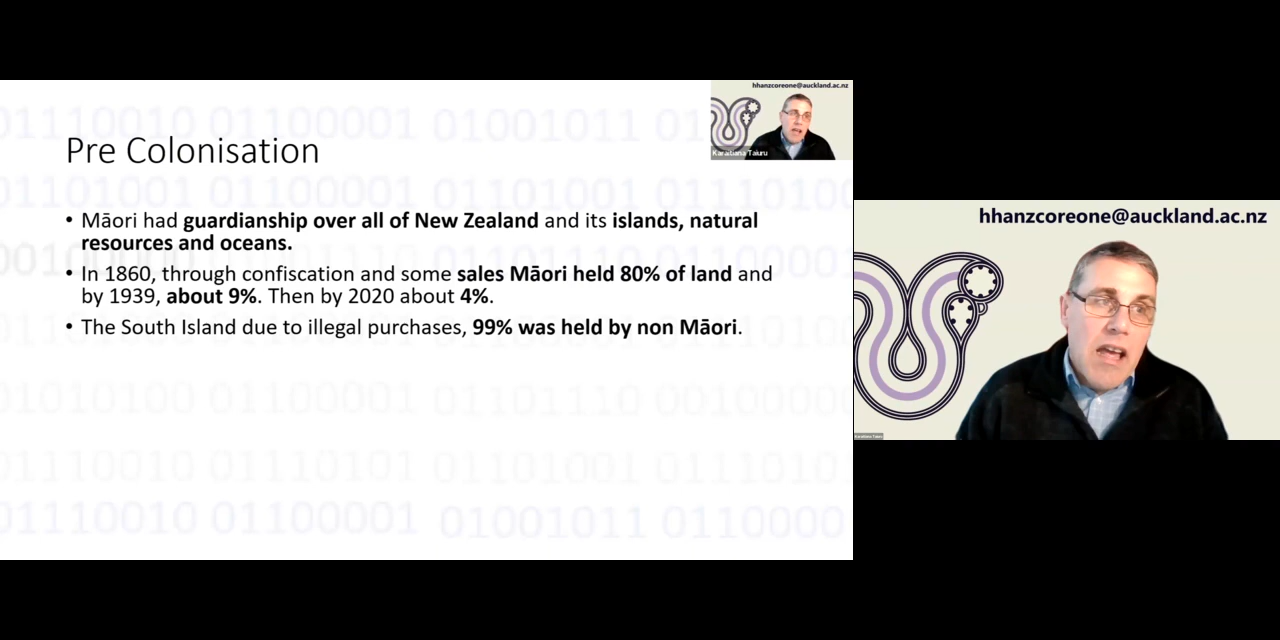 Pre Colonisation
• Māori had guardianship over all of New Zealand and its islands, natural
resources and oceans.
• In 1860, through confiscation and some sales Māori held 80% of land and
by 1939, about 9%. Then by 2020 about 4%.
• The South Island due to illegal purchases, 99% was held by non Māori.
hhanzcoreone@auckland.ac.nz
Karaitiana Taiuru
hhanzcoreone@auckland.ac.nz
Karaitiana Taiuru